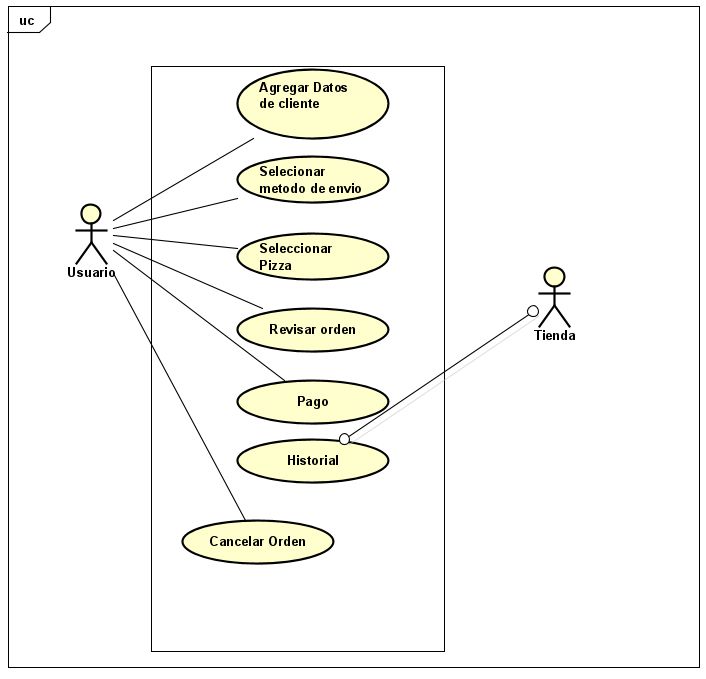 uc
Agregar Datos
de cliente
Selecionar
metodo de envio
Seleccionar
Pizza
Usuario
Revisar orden
Tienda
Pago
Historial
Cancelar Orden